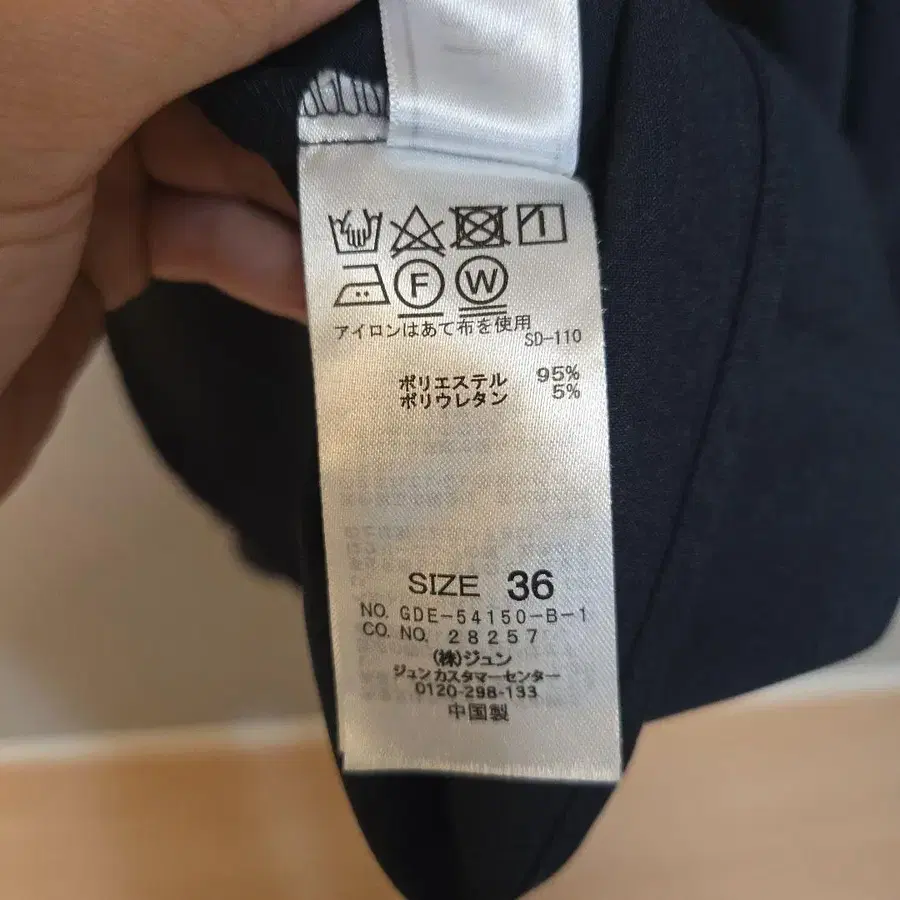 F W
アイロンはあて布を使用
SD-110
ポリエステル 95%
ポリウレタン 5%
SIZE 36
NO. GDE-54150-B-1
CO. NO. 28257
(株)ジュン
ジュンカスタマーセンター
0120-298-133
中国製